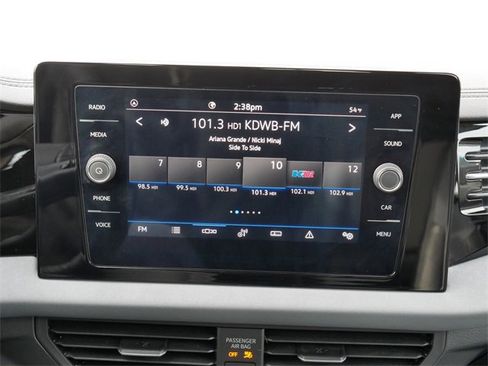 2:38pm
54°F
RADIO
APP
< 101.3 HD1 KDWB-FM >
Ariana Grande / Nicki Minaj
Side To Side
MEDIA
SOUND
7 8 9 10 12
98.5 HD1 99.5 HD1 100.3 HD1 101.3 HD1 102.1 HD1 102.9 HD1
PHONE
CAR
VOICE
FM
MENU
PASSENGER
AIR BAG
OFF